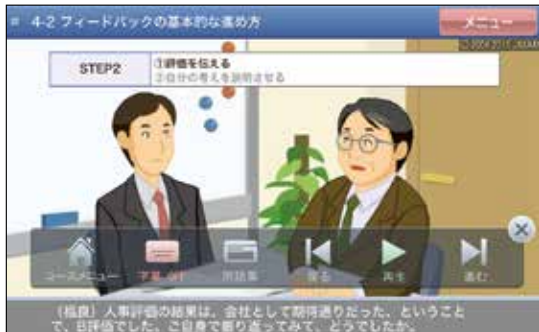 4-2 フィードバックの基本的な進め方
メニュー
STEP2
①評価を伝える
②自分の考えを説明させる
コースメニュー
字幕 OFF
用語集
戻る
再生
進む
人事評価の結果は、会社として期待通りだった、ということ
で、B評価でした。ご自身で振り返ってみて、どうでしたか。